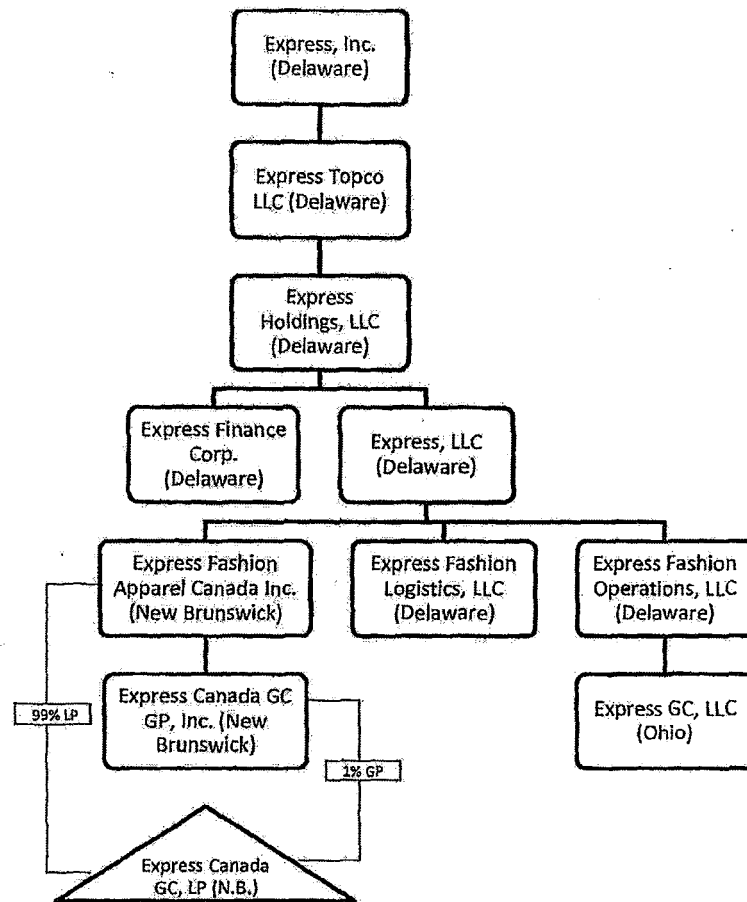 Express, Inc.
(Delaware)
Express Topco
LLC (Delaware)
Express
Holdings, LLC
(Delaware)
Express Finance
Corp.
(Delaware)
Express, LLC
(Delaware)
Express Fashion
Apparel Canada Inc.
(New Brunswick)
Express Fashion
Logistics, LLC
(Delaware)
Express Fashion
Operations, LLC
(Delaware)
99% LP
Express Canada GC
GP, Inc. (New
Brunswick)
1% GP
Express GC, LLC
(Ohio)
Express Canada
GC, LP (N.B.)